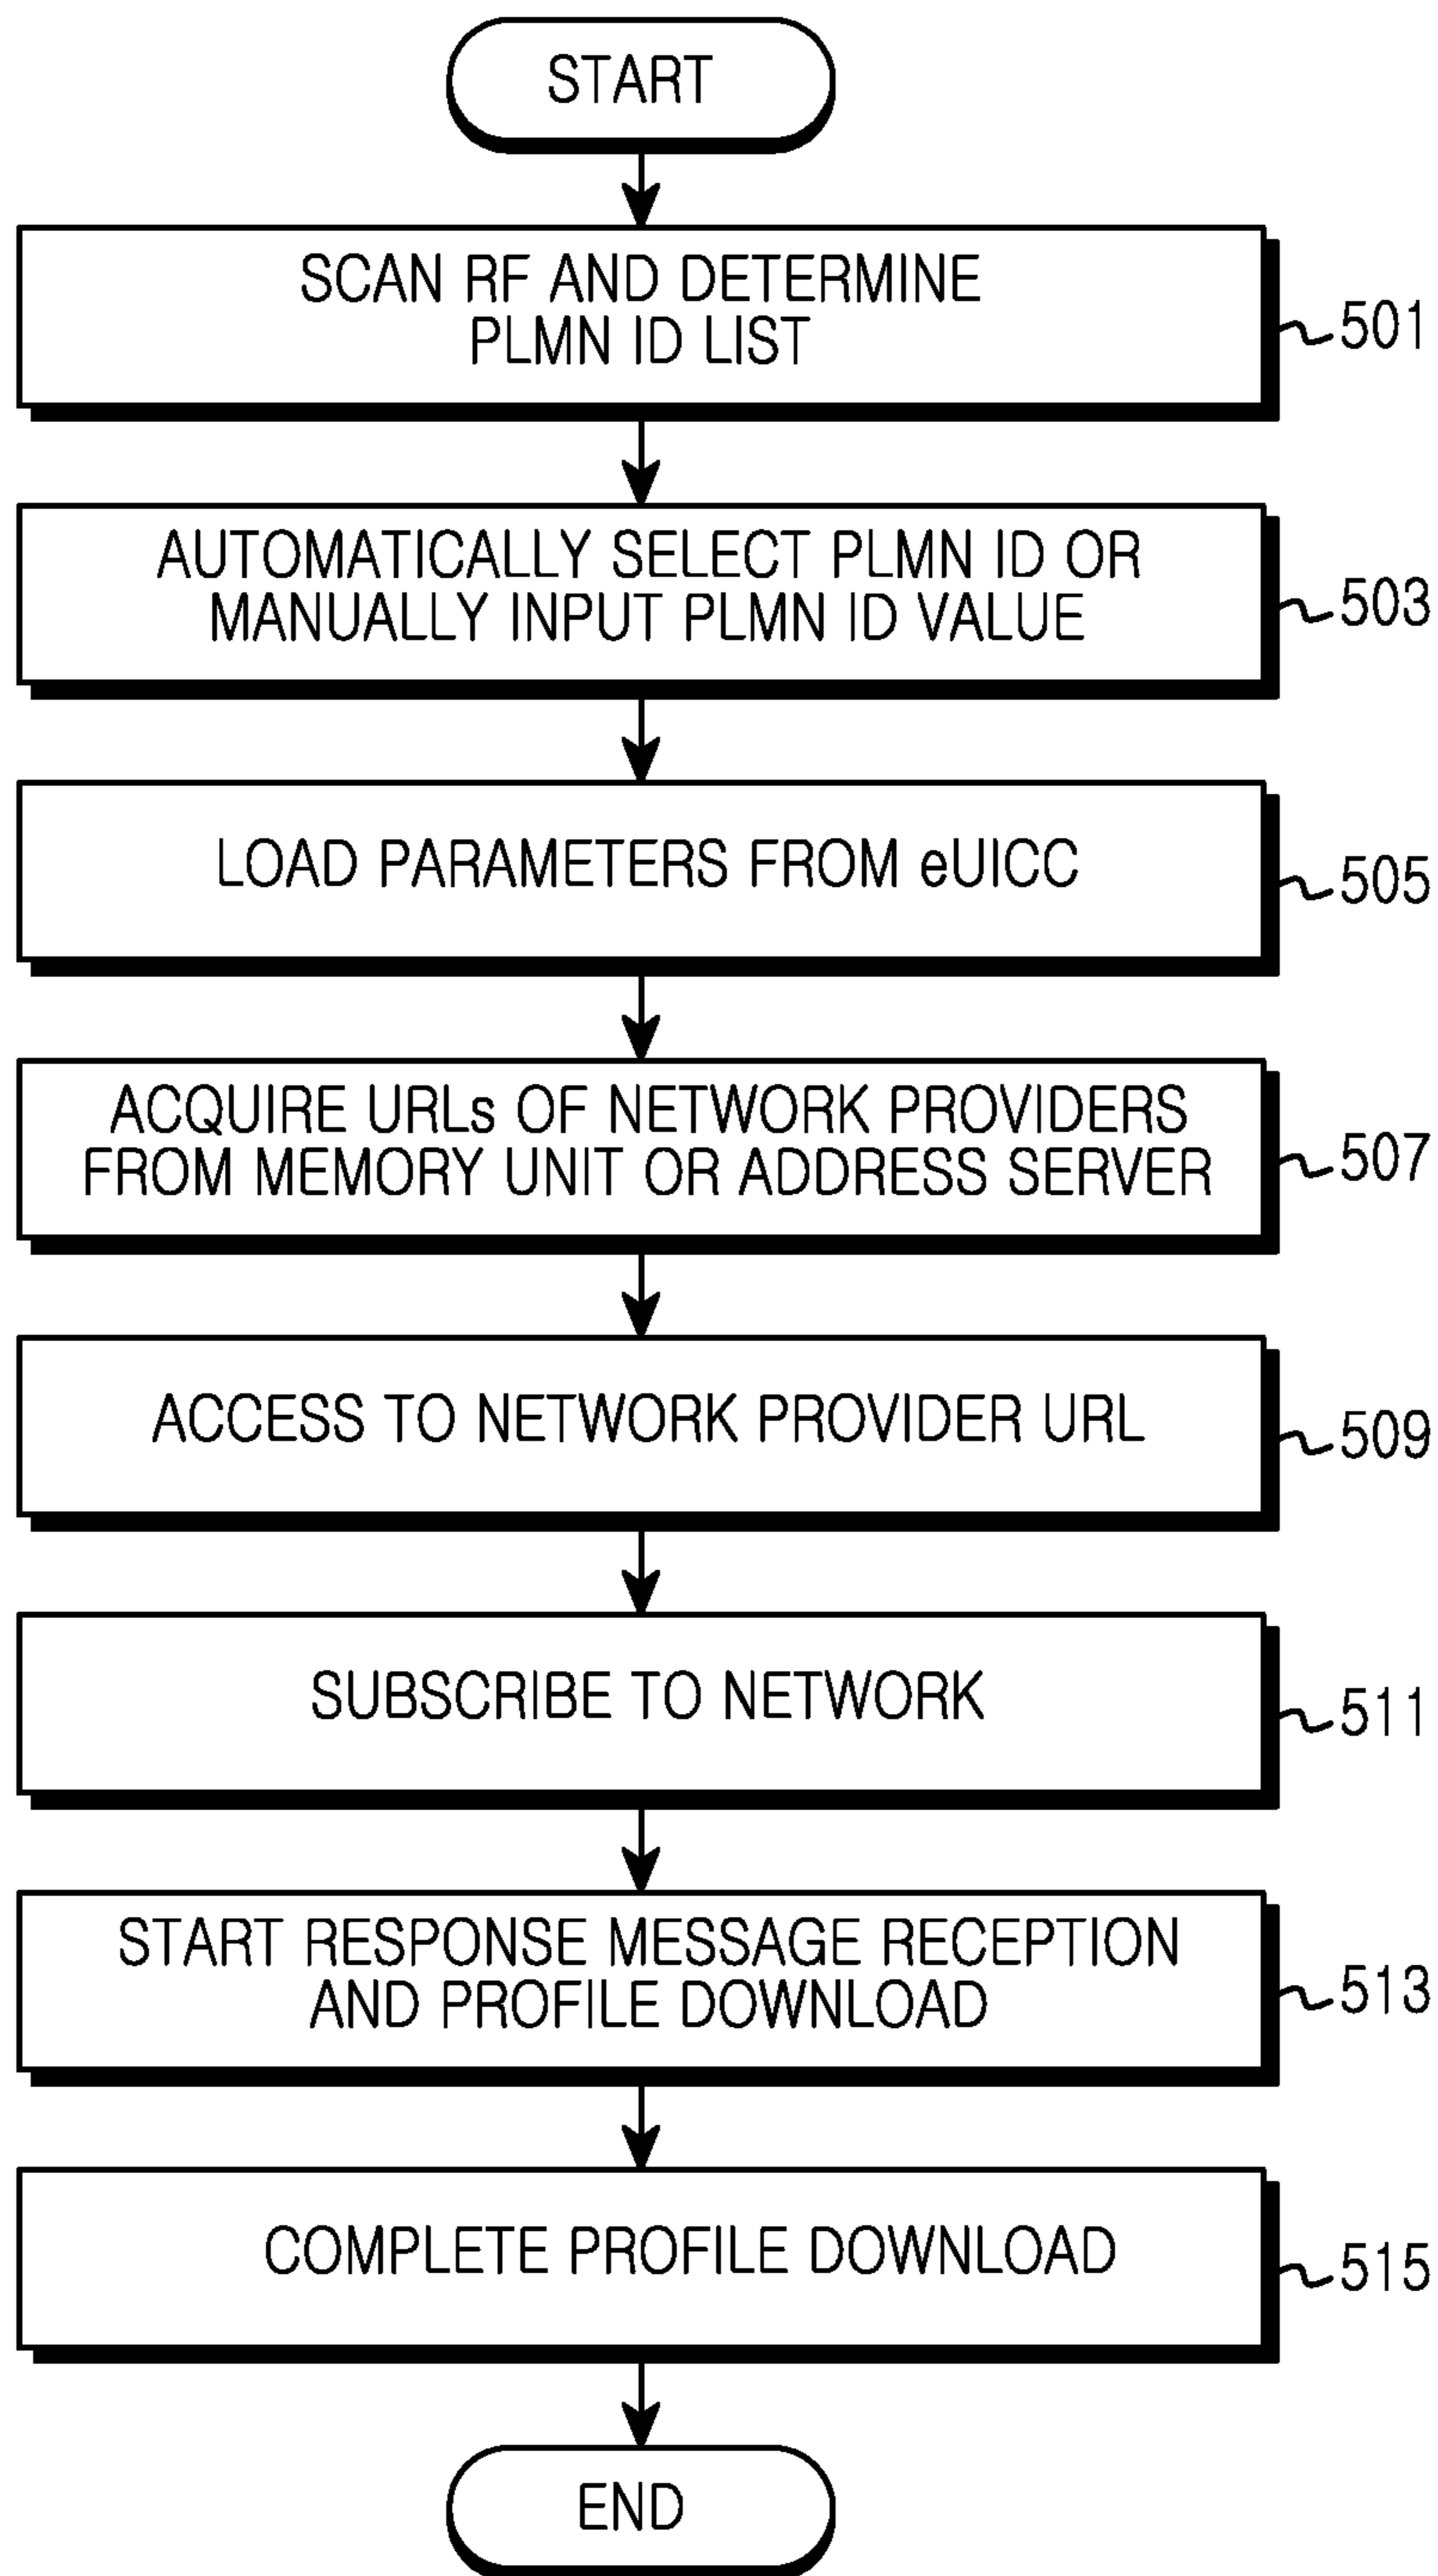 START
SCAN RF AND DETERMINE
PLMN ID LIST
501
AUTOMATICALLY SELECT PLMN ID OR
MANUALLY INPUT PLMN ID VALUE
503
LOAD PARAMETERS FROM eUICC
505
ACQUIRE URLs OF NETWORK PROVIDERS
FROM MEMORY UNIT OR ADDRESS SERVER
507
ACCESS TO NETWORK PROVIDER URL
509
SUBSCRIBE TO NETWORK
511
START RESPONSE MESSAGE RECEPTION
AND PROFILE DOWNLOAD
513
COMPLETE PROFILE DOWNLOAD
515
END